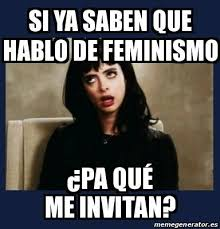 SI YA SABEN QUE
HABLO DE FEMINISMO
¿PA QUÉ
ME INVITAN?
memegenerator.es